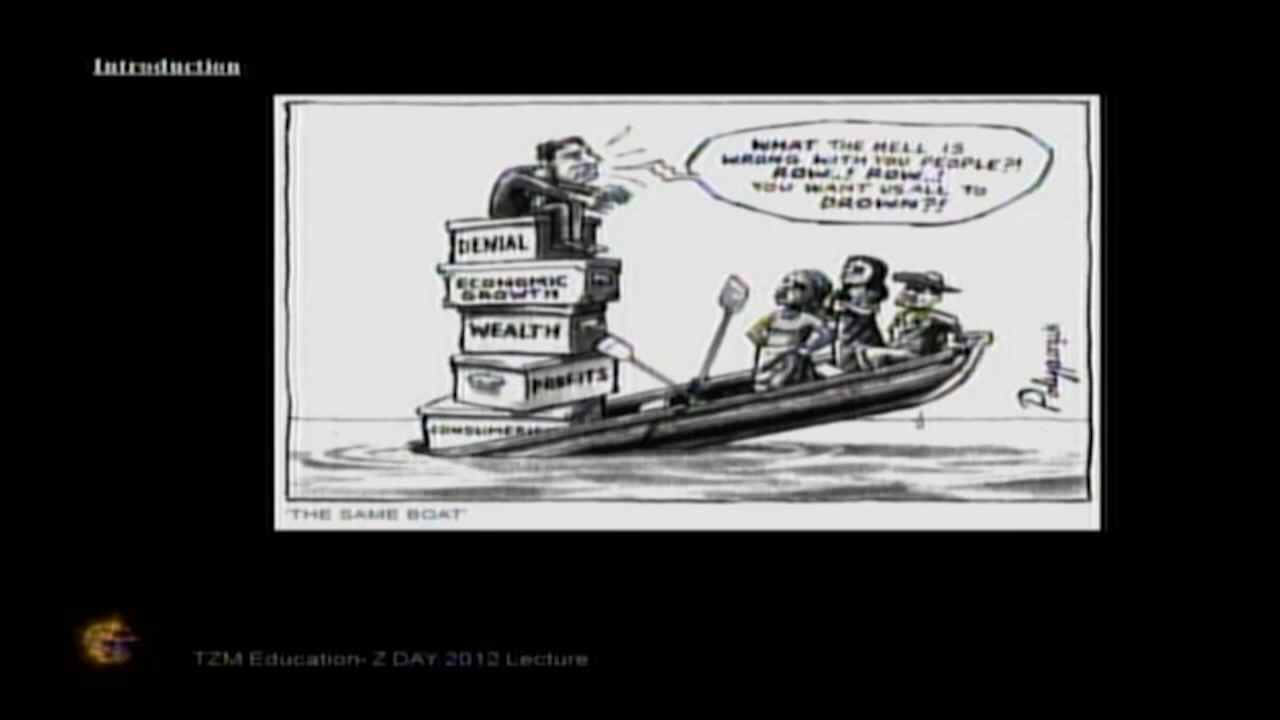 Introduction
WHAT THE HELL IS
WRONG WITH YOU PEOPLE?!
ROW..! ROW..!
YOU WANT US ALL TO
DROWN?!
DENIAL
ECONOMIC
GROWTH
WEALTH
PROFITS
"THE SAME BOAT"
TZM Education- Z DAY 2012 Lecture